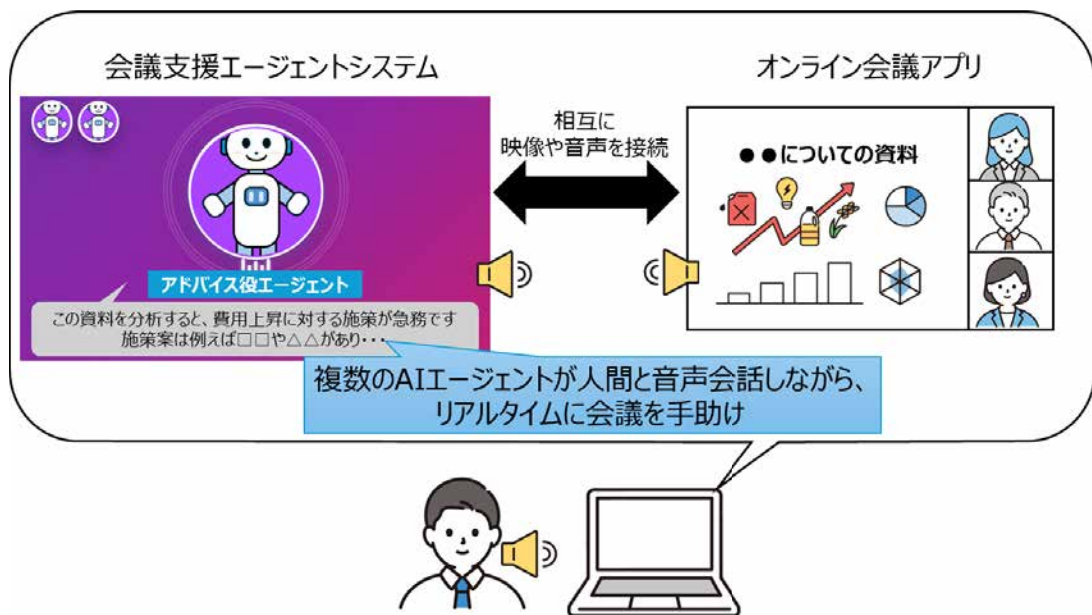 会議支援エージェントシステム
オンライン会議アプリ
相互に
映像や音声を接続
●●についての資料
アドバイス役エージェント
この資料を分析すると、費用上昇に対する施策が急務です
施策案は例えば□□や△△があり・・・
複数のAIエージェントが人間と音声会話しながら、
リアルタイムに会議を手助け